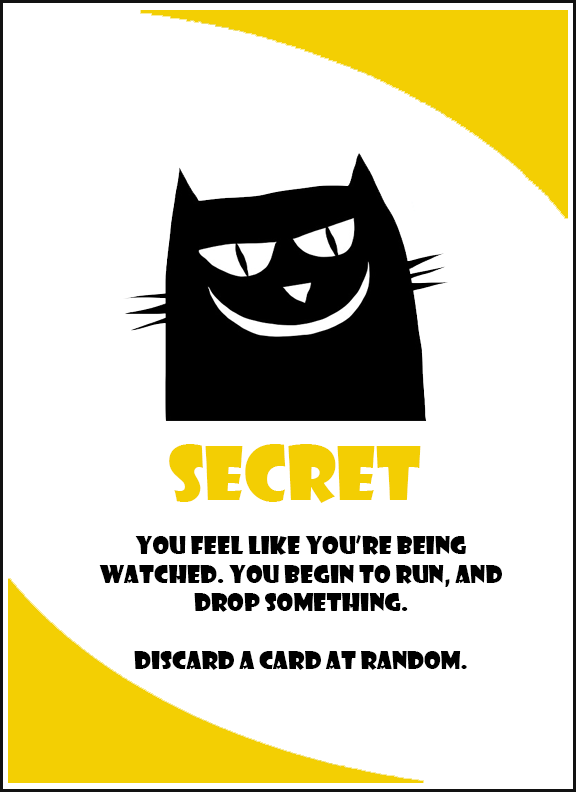 SECRET
YOU FEEL LIKE YOU'RE BEING
WATCHED. YOU BEGIN TO RUN, AND
DROP SOMETHING.
DISCARD A CARD AT RANDOM.